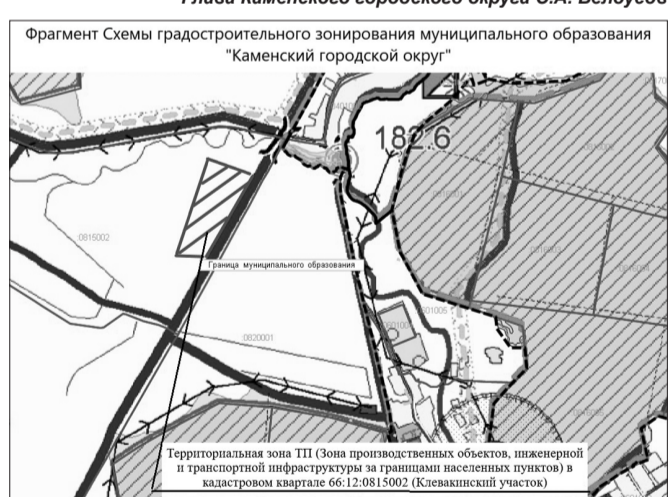 Глава Каменского городского округа С.А. Белоусов
Фрагмент Схемы градостроительного зонирования муниципального образования
"Каменский городской округ"
182.6
0815002
Граница муниципального образования
0820001
Территориальная зона ТП (Зона производственных объектов, инженерной
и транспортной инфраструктуры за границами населенных пунктов) в
кадастровом квартале 66:12:0815002 (Клевакинский участок)